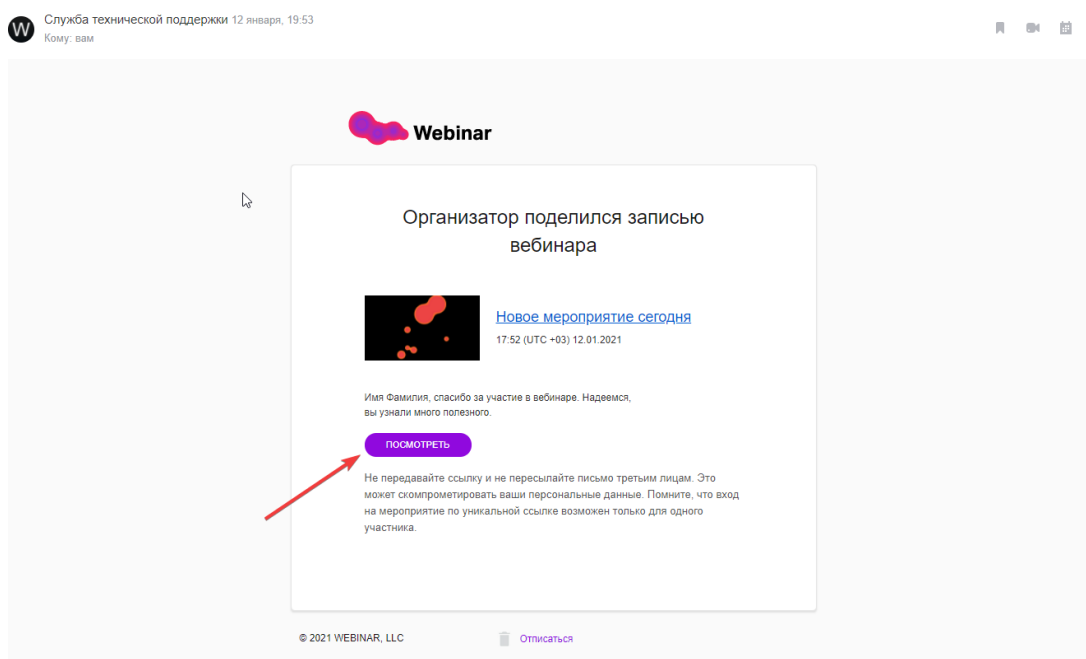 W
Служба технической поддержки 12 января, 19:53
Кому: вам
Webinar
Организатор поделился записью
вебинара
Новое мероприятие сегодня
17:52 (UTC +03) 12.01.2021
Имя Фамилия, спасибо за участие в вебинаре. Надеемся,
вы узнали много полезного.
ПОСМОТРЕТЬ
Не передавайте ссылку и не пересылайте письмо третьим лицам. Это
может скомпрометировать ваши персональные данные. Помните, что вход
на мероприятие по уникальной ссылке возможен только для одного
участника.
© 2021 WEBINAR, LLC
Отписаться